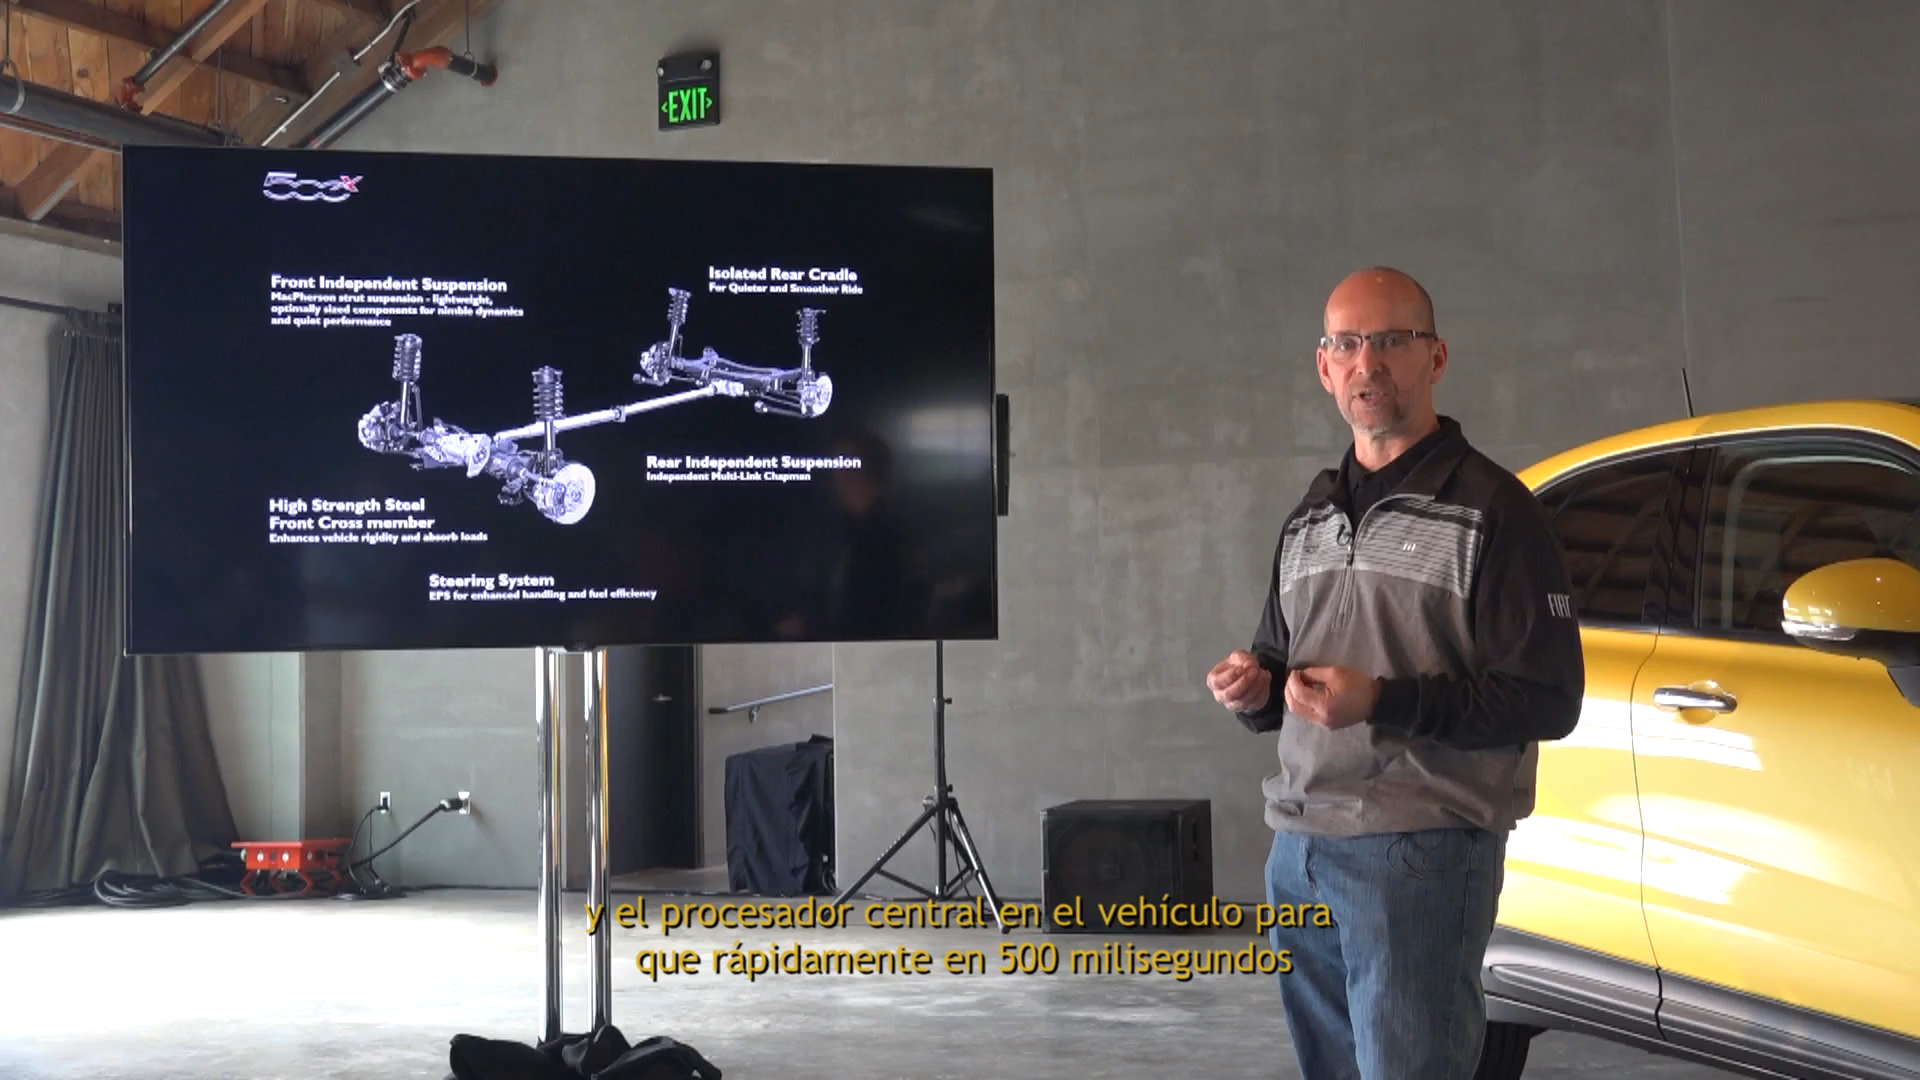 EXIT
500X
Front Independent Suspension
MacPherson strut suspension - lightweight,
optimally sized components for nimble dynamics
and quiet performance
Isolated Rear Cradle
For Quieter and Smoother Ride
Rear Independent Suspension
Independent Multi-Link Chapman
High Strength Steel
Front Cross member
Enhances vehicle rigidity and absorb loads
Steering System
EPS for enhanced handling and fuel efficiency
FIAT
y el procesador central en el vehículo para
que rápidamente en 500 milisegundos